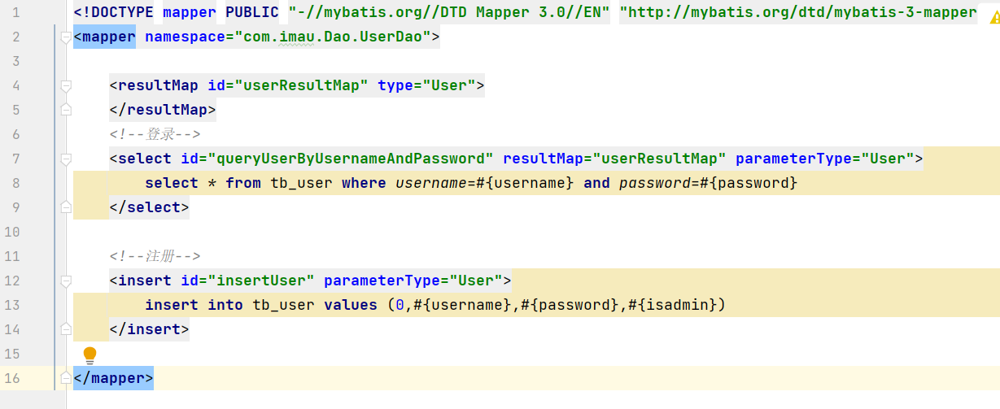 1 <!DOCTYPE mapper PUBLIC "-//mybatis.org//DTD Mapper 3.0//EN" "http://mybatis.org/dtd/mybatis-3-mapper
2 <mapper namespace="com.imau.Dao.UserDao">
3
4 <resultMap id="userResultMap" type="User">
5 </resultMap>
6 <!--登录-->
7 <select id="queryUserByUsernameAndPassword" resultMap="userResultMap" parameterType="User">
8 select * from tb_user where username=#{username} and password=#{password}
9 </select>
10
11 <!--注册-->
12 <insert id="insertUser" parameterType="User">
13 insert into tb_user values (0,#{username},#{password},#{isadmin})
14 </insert>
15
16 </mapper>